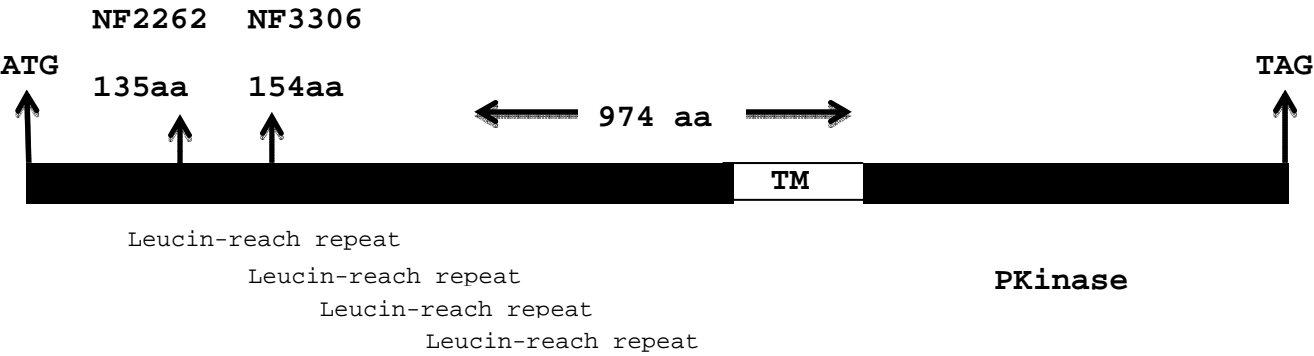 NF2262 NF3306
ATG TAG
135aa 154aa
974 aa
TM
Leucin-reach repeat
Leucin-reach repeat
PKinase
Leucin-reach repeat
Leucin-reach repeat